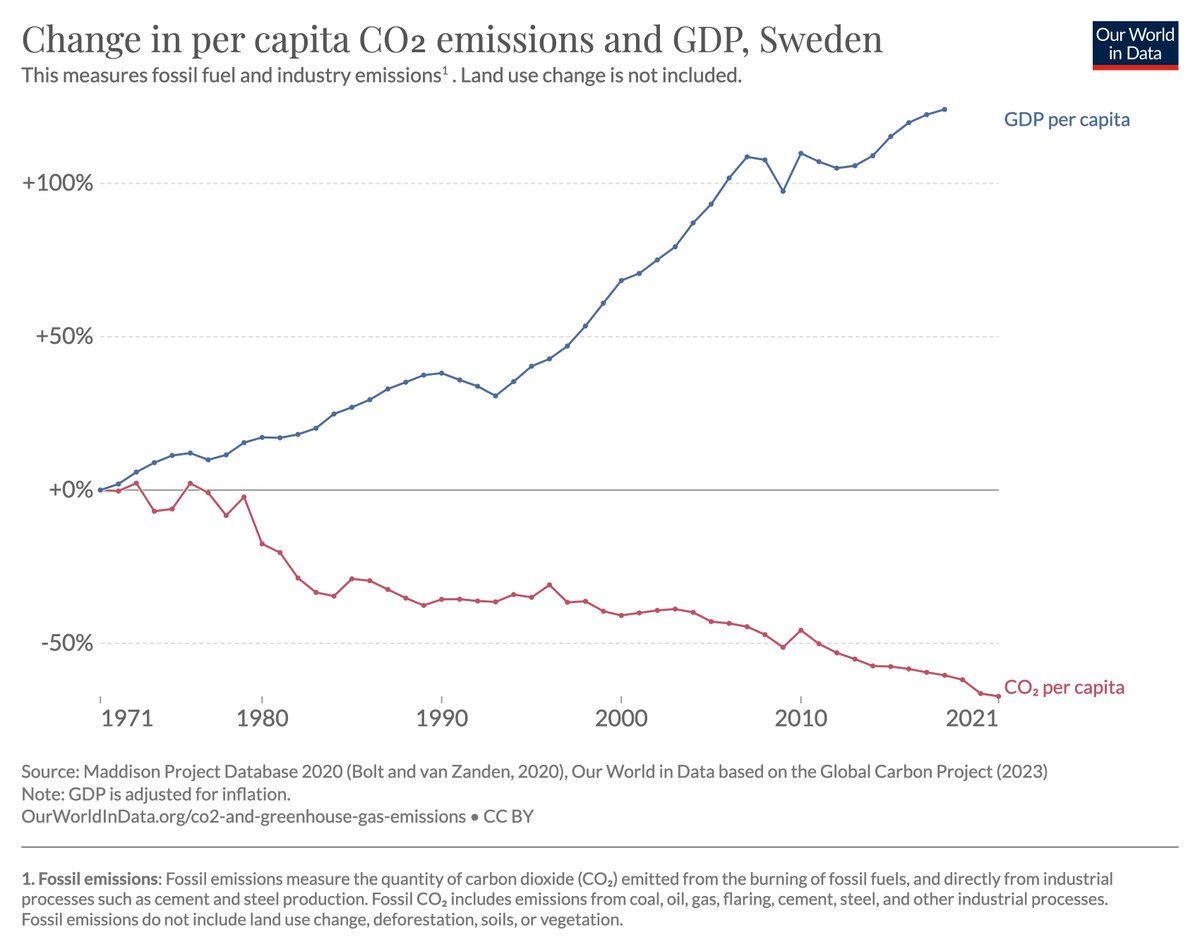 Change in per capita CO2 emissions and GDP, Sweden
Our World
in Data
This measures fossil fuel and industry emissions¹ . Land use change is not included.
GDP per capita
+100%
+50%
+0%
-50%
CO₂ per capita
1971 1980 1990 2000 2010 2021
Source: Maddison Project Database 2020 (Bolt and van Zanden, 2020), Our World in Data based on the Global Carbon Project (2023)
Note: GDP is adjusted for inflation.
OurWorldInData.org/co2-and-greenhouse-gas-emissions • CC BY
1. Fossil emissions: Fossil emissions measure the quantity of carbon dioxide (CO₂) emitted from the burning of fossil fuels, and directly from industrial
processes such as cement and steel production. Fossil CO₂ includes emissions from coal, oil, gas, flaring, cement, steel, and other industrial processes.
Fossil emissions do not include land use change, deforestation, soils, or vegetation.